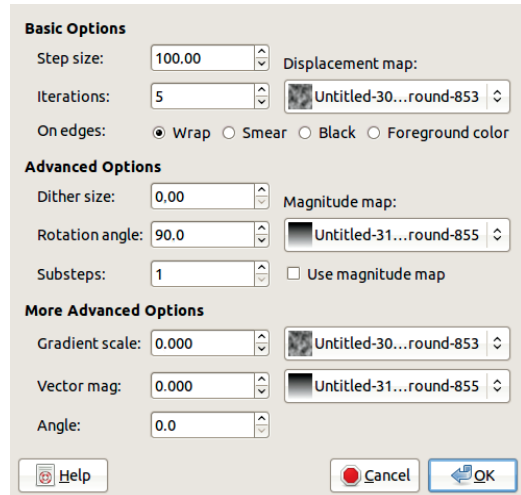 Basic Options
Step size: 100.00 Displacement map:
Iterations: 5 Untitled-30...round-853
On edges: Wrap Smear Black Foreground color
Advanced Options
Dither size: 0,00 Magnitude map:
Rotation angle: 90.0 Untitled-31...round-855
Substeps: 1 Use magnitude map
More Advanced Options
Gradient scale: 0.000 Untitled-30...round-853
Vector mag: 0.000 Untitled-31...round-855
Angle: 0.0
Help Cancel OK